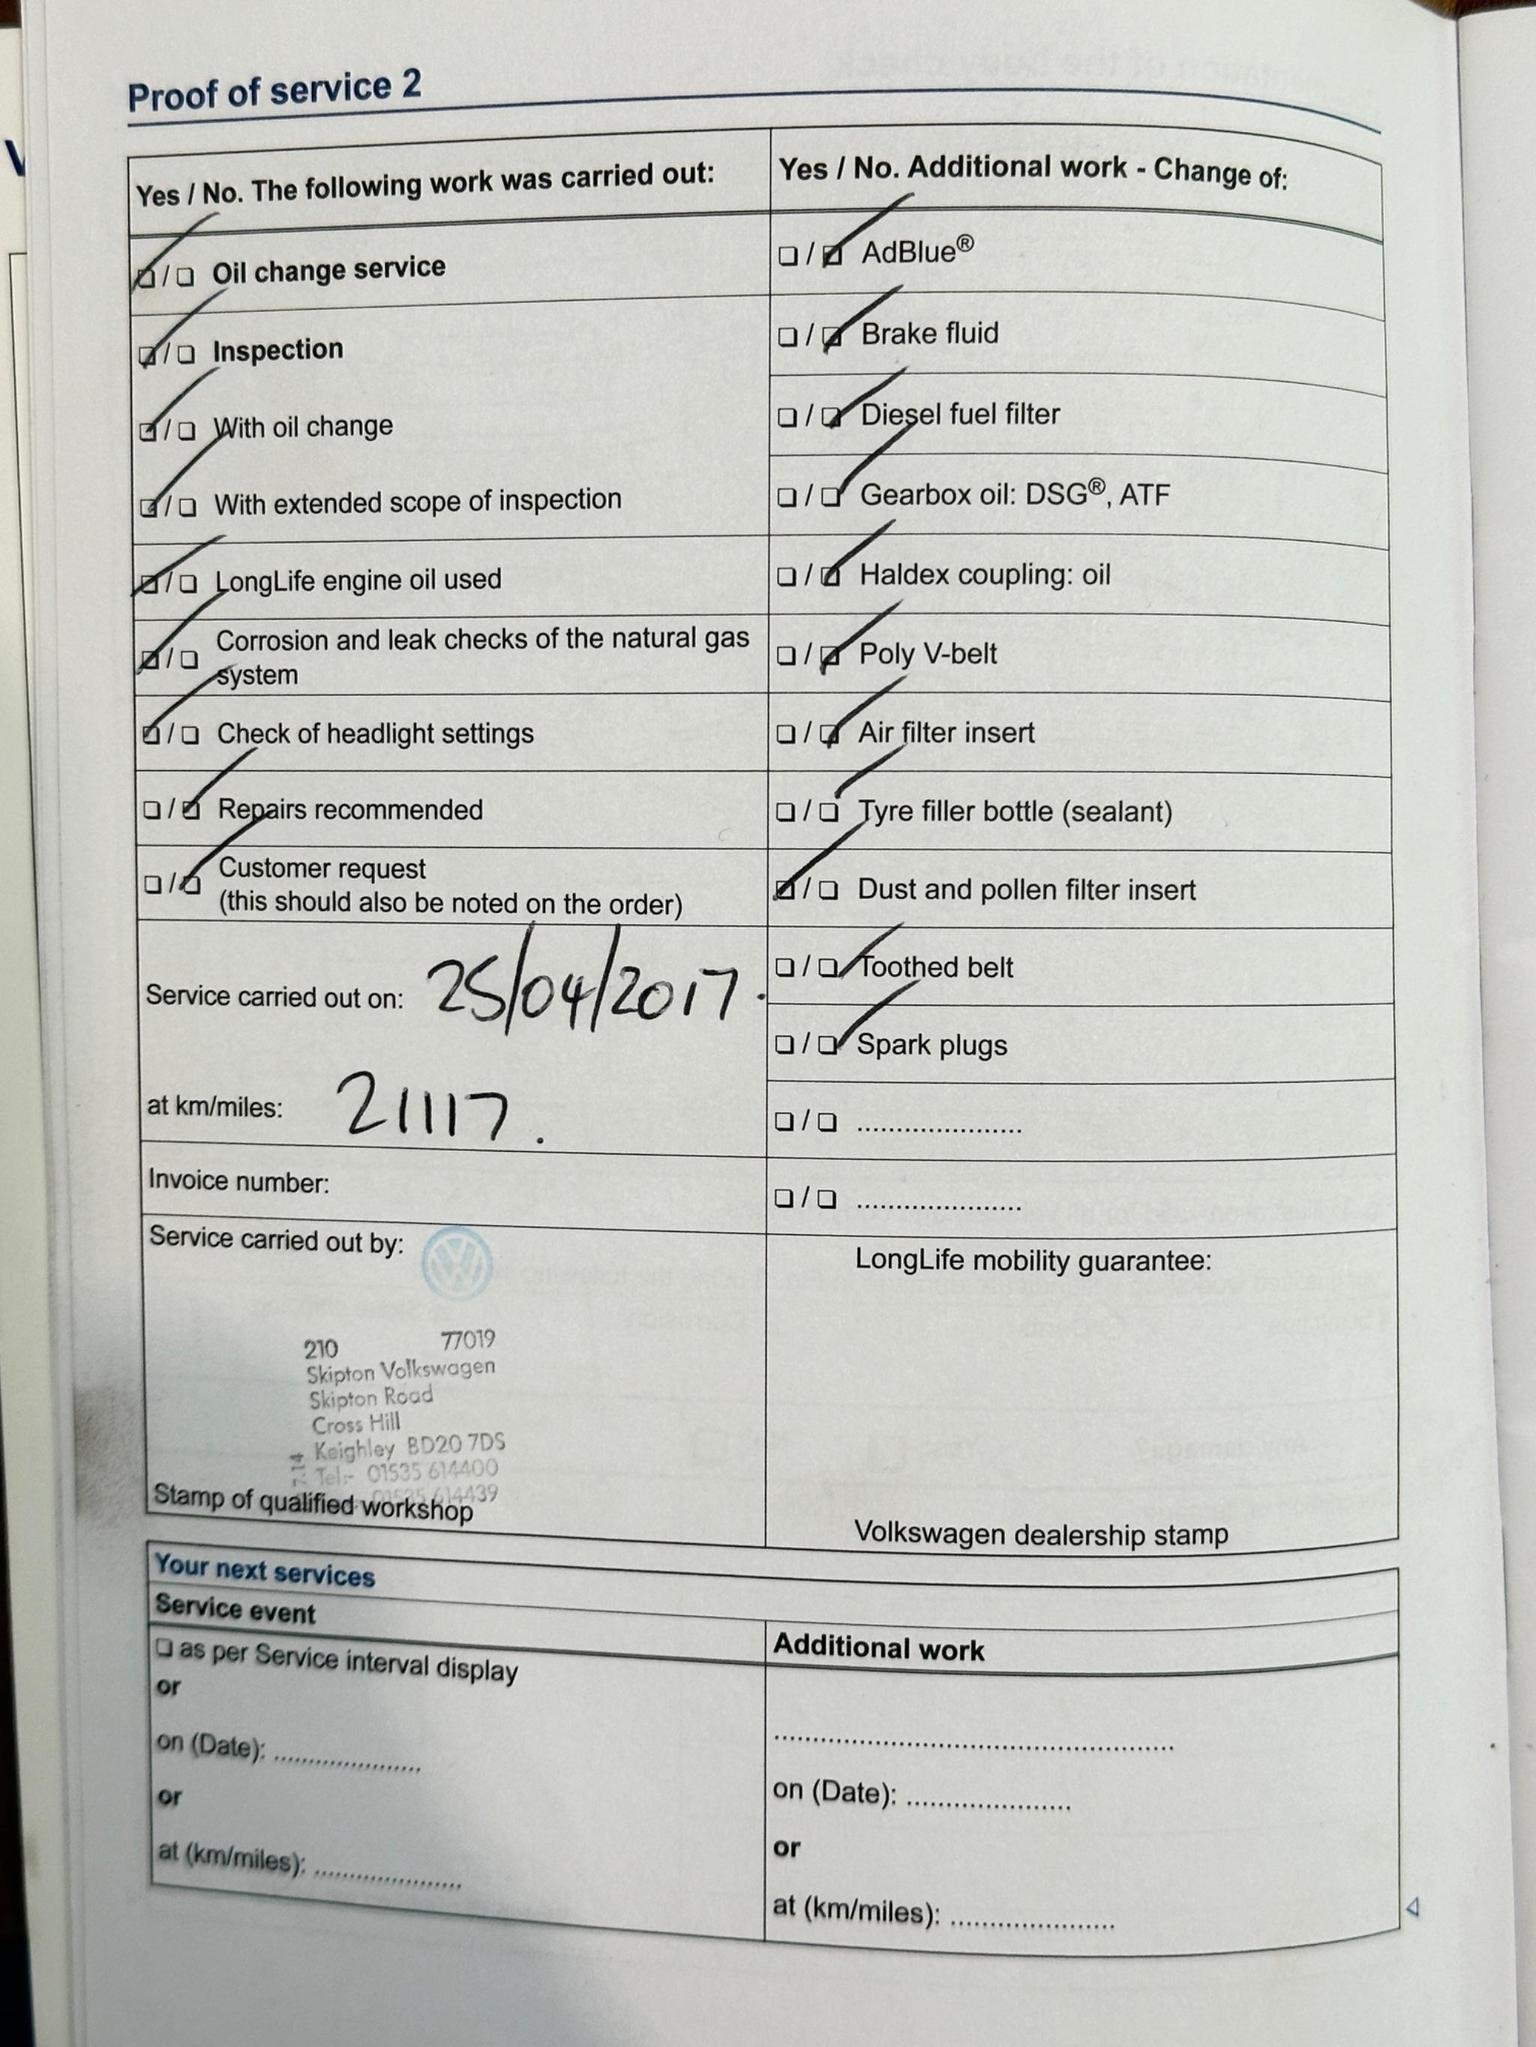 Proof of service 2
Yes / No. The following work was carried out:
☑ / ☐ Oil change service
☑ / ☐ Inspection
☑ / ☐ With oil change
☑ / ☐ With extended scope of inspection
☑ / ☐ LongLife engine oil used
☑ / ☐ Corrosion and leak checks of the natural gas
system
☑ / ☐ Check of headlight settings
☐ / ☑ Repairs recommended
☐ / ☑ Customer request
(this should also be noted on the order)
Service carried out on: 25/04/2017.
at km/miles: 21117.
Invoice number:
Service carried out by:
210 77019
Skipton Volkswagen
Skipton Road
Cross Hill
Keighley BD20 7DS
Tel:- 01535 614400
01535 614439
7.14
Stamp of qualified workshop
Yes / No. Additional work - Change of:
☐ / ☑ AdBlue®
☐ / ☑ Brake fluid
☐ / ☑ Diesel fuel filter
☐ / ☑ Gearbox oil: DSG®, ATF
☐ / ☑ Haldex coupling: oil
☐ / ☑ Poly V-belt
☐ / ☑ Air filter insert
☐ / ☑ Tyre filler bottle (sealant)
☑ / ☐ Dust and pollen filter insert
☐ / ☑ Toothed belt
☐ / ☑ Spark plugs
☐ / ☐ ......................
☐ / ☐ ......................
LongLife mobility guarantee:
Volkswagen dealership stamp
Your next services
Service event
☐ as per Service interval display
or
on (Date): ....................
or
at (km/miles): ....................
Additional work
......................................................
on (Date): ......................
or
at (km/miles): ......................